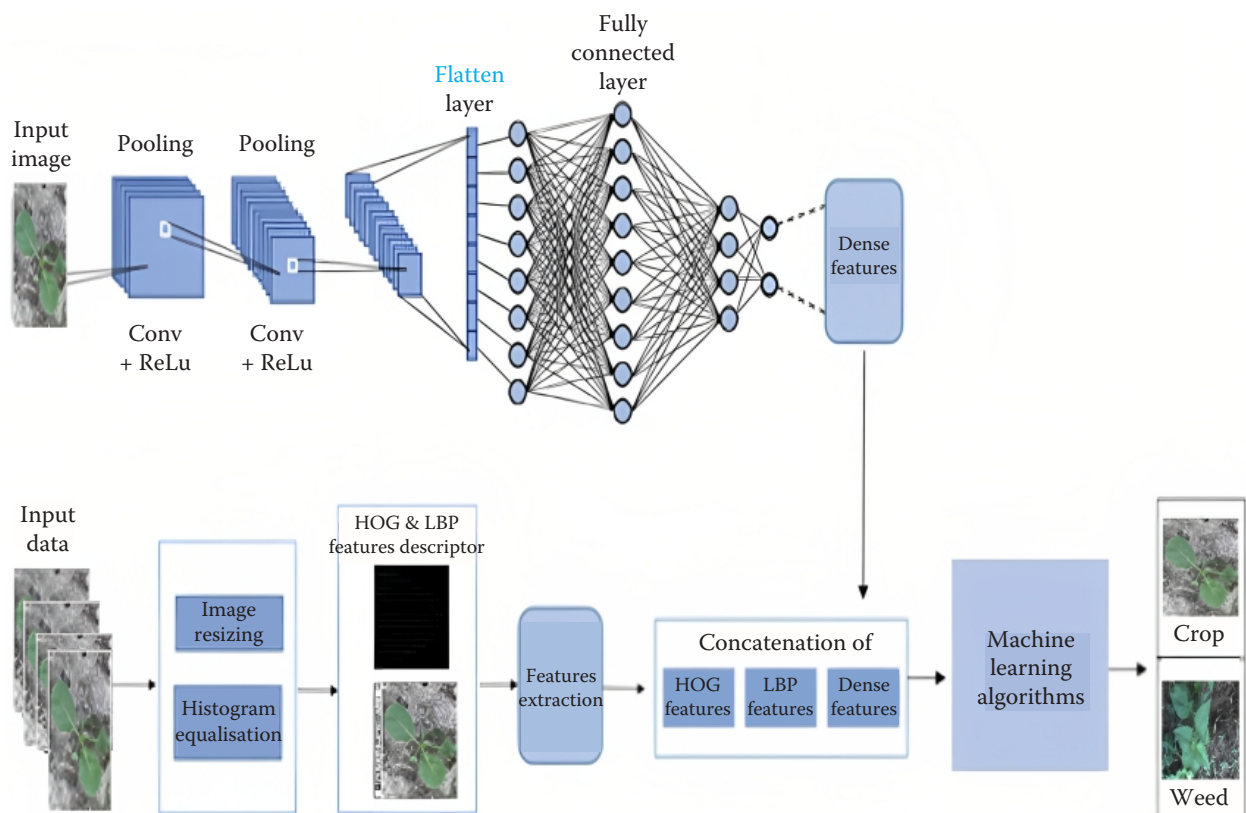 Fully
connected
layer
Flatten
layer
Input
image
Pooling
Pooling
Conv
+ ReLu
Conv
+ ReLu
Dense
features
Input
data
Image
resizing
Histogram
equalisation
HOG & LBP
features descriptor
Features
extraction
Concatenation of
HOG
features
LBP
features
Dense
features
Machine
learning
algorithms
Crop
Weed